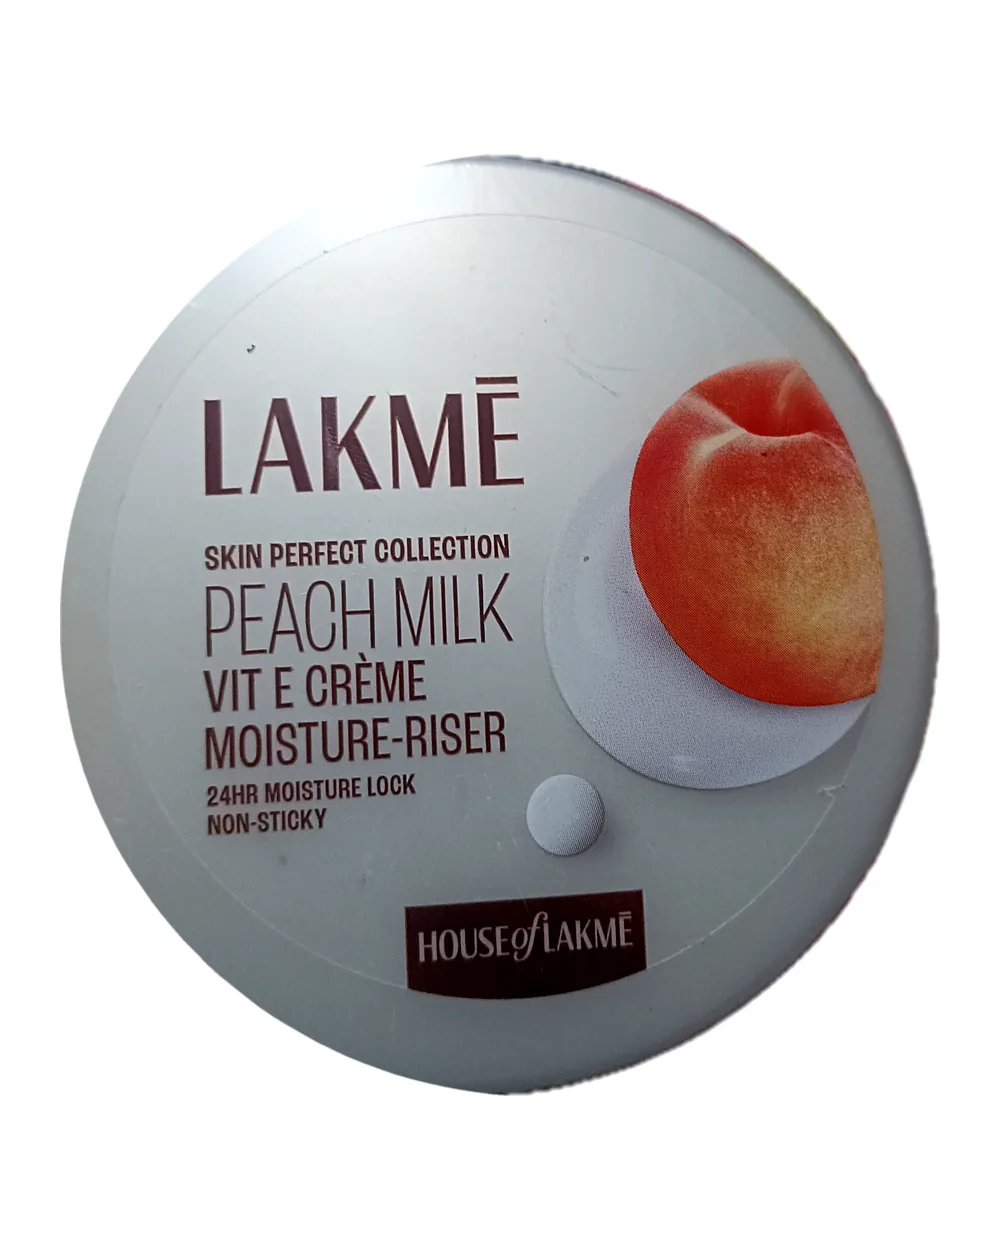 LAKMĒ
SKIN PERFECT COLLECTION
PEACH MILK
VIT E CRÈME
MOISTURE-RISER
24HR MOISTURE LOCK
NON-STICKY
HOUSE of LAKMĒ